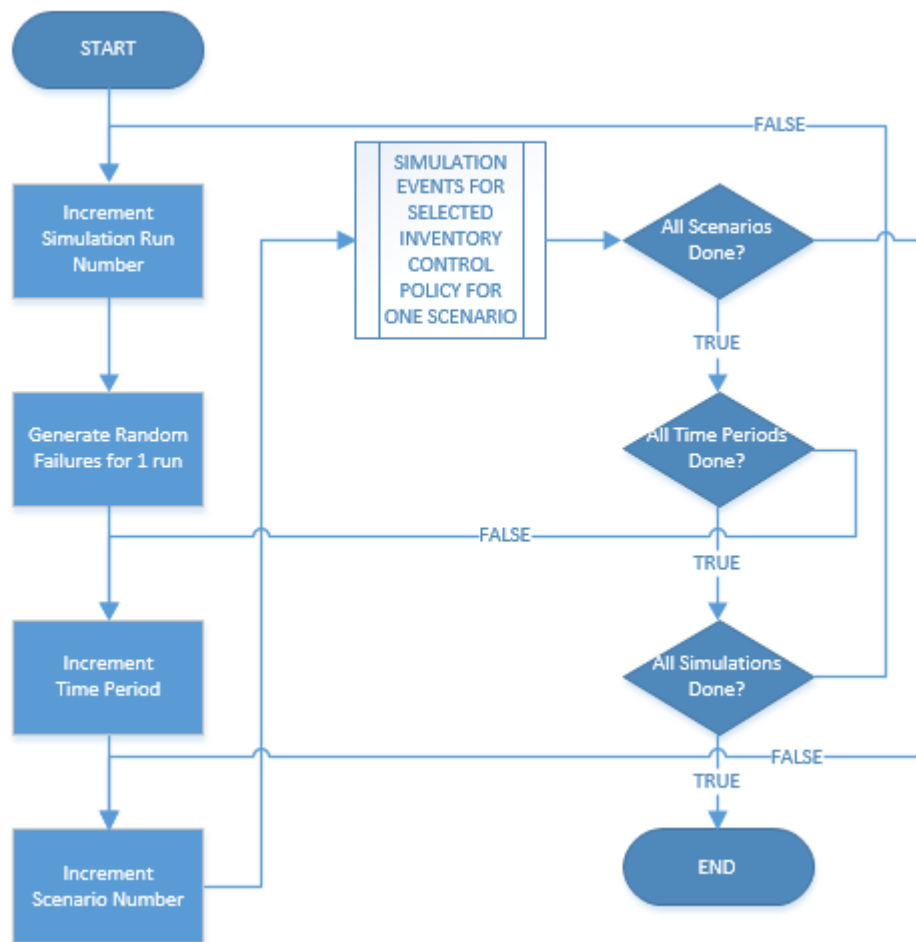 START
FALSE
SIMULATION
EVENTS FOR
SELECTED
INVENTORY
CONTROL
POLICY FOR
ONE SCENARIO
Increment
Simulation Run
Number
All Scenarios
Done?
TRUE
Generate Random
Failures for 1 run
All Time Periods
Done?
FALSE
TRUE
Increment
Time Period
All Simulations
Done?
FALSE
TRUE
Increment
Scenario Number
END